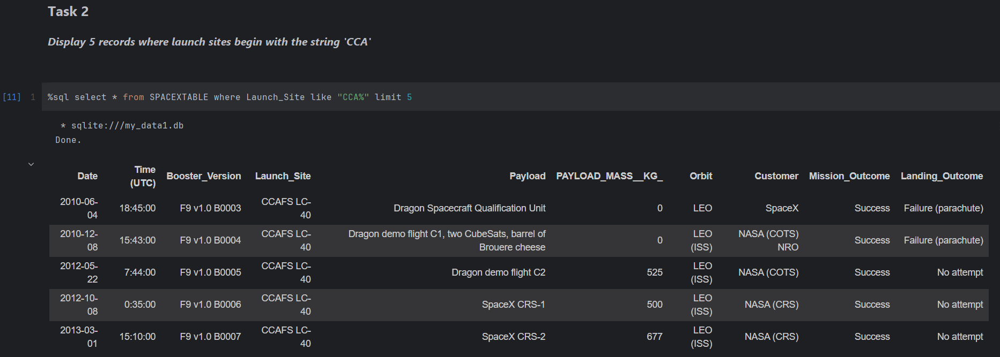 Task 2
Display 5 records where launch sites begin with the string 'CCA'
[11] 1 %sql select * from SPACEXTABLE where Launch_Site like "CCA%" limit 5
* sqlite:///my_data1.db
Done.
Date Time (UTC) Booster_Version Launch_Site Payload PAYLOAD_MASS__KG_ Orbit Customer Mission_Outcome Landing_Outcome
2010-06-04 18:45:00 F9 v1.0 B0003 CCAFS LC-40 Dragon Spacecraft Qualification Unit 0 LEO SpaceX Success Failure (parachute)
2010-12-08 15:43:00 F9 v1.0 B0004 CCAFS LC-40 Dragon demo flight C1, two CubeSats, barrel of Brouere cheese 0 LEO (ISS) NASA (COTS) NRO Success Failure (parachute)
2012-05-22 7:44:00 F9 v1.0 B0005 CCAFS LC-40 Dragon demo flight C2 525 LEO (ISS) NASA (COTS) Success No attempt
2012-10-08 0:35:00 F9 v1.0 B0006 CCAFS LC-40 SpaceX CRS-1 500 LEO (ISS) NASA (CRS) Success No attempt
2013-03-01 15:10:00 F9 v1.0 B0007 CCAFS LC-40 SpaceX CRS-2 677 LEO (ISS) NASA (CRS) Success No attempt